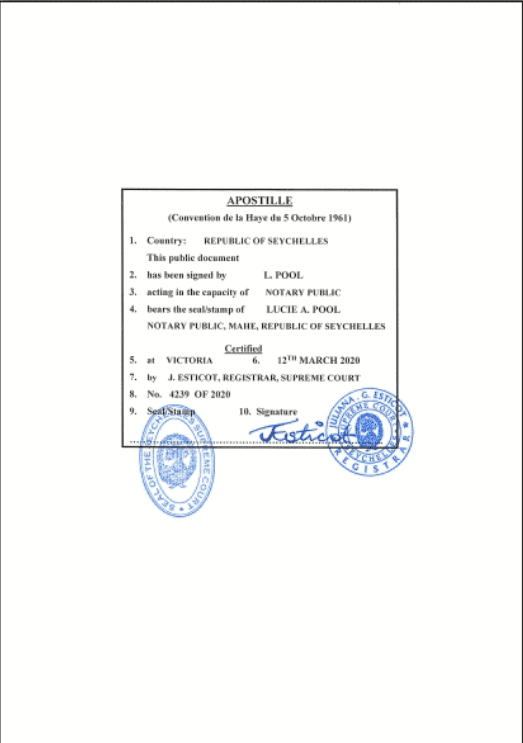 APOSTILLE
(Convention de la Haye du 5 Octobre 1961)
1. Country: REPUBLIC OF SEYCHELLES
This public document
2. has been signed by L. POOL
3. acting in the capacity of NOTARY PUBLIC
4. bears the seal/stamp of LUCIE A. POOL
NOTARY PUBLIC, MAHE, REPUBLIC OF SEYCHELLES
Certified
5. at VICTORIA 6. 12TH MARCH 2020
7. by J. ESTICOT, REGISTRAR, SUPREME COURT
8. No. 4239 OF 2020
9. Seal/Stamp 10. Signature
JEsticot
SEAL OF THE SEYCHELLES SUPREME COURT
JULIANA . G. ESTICOT
REGISTRAR
SUPREME COURT
SEYCHELLES